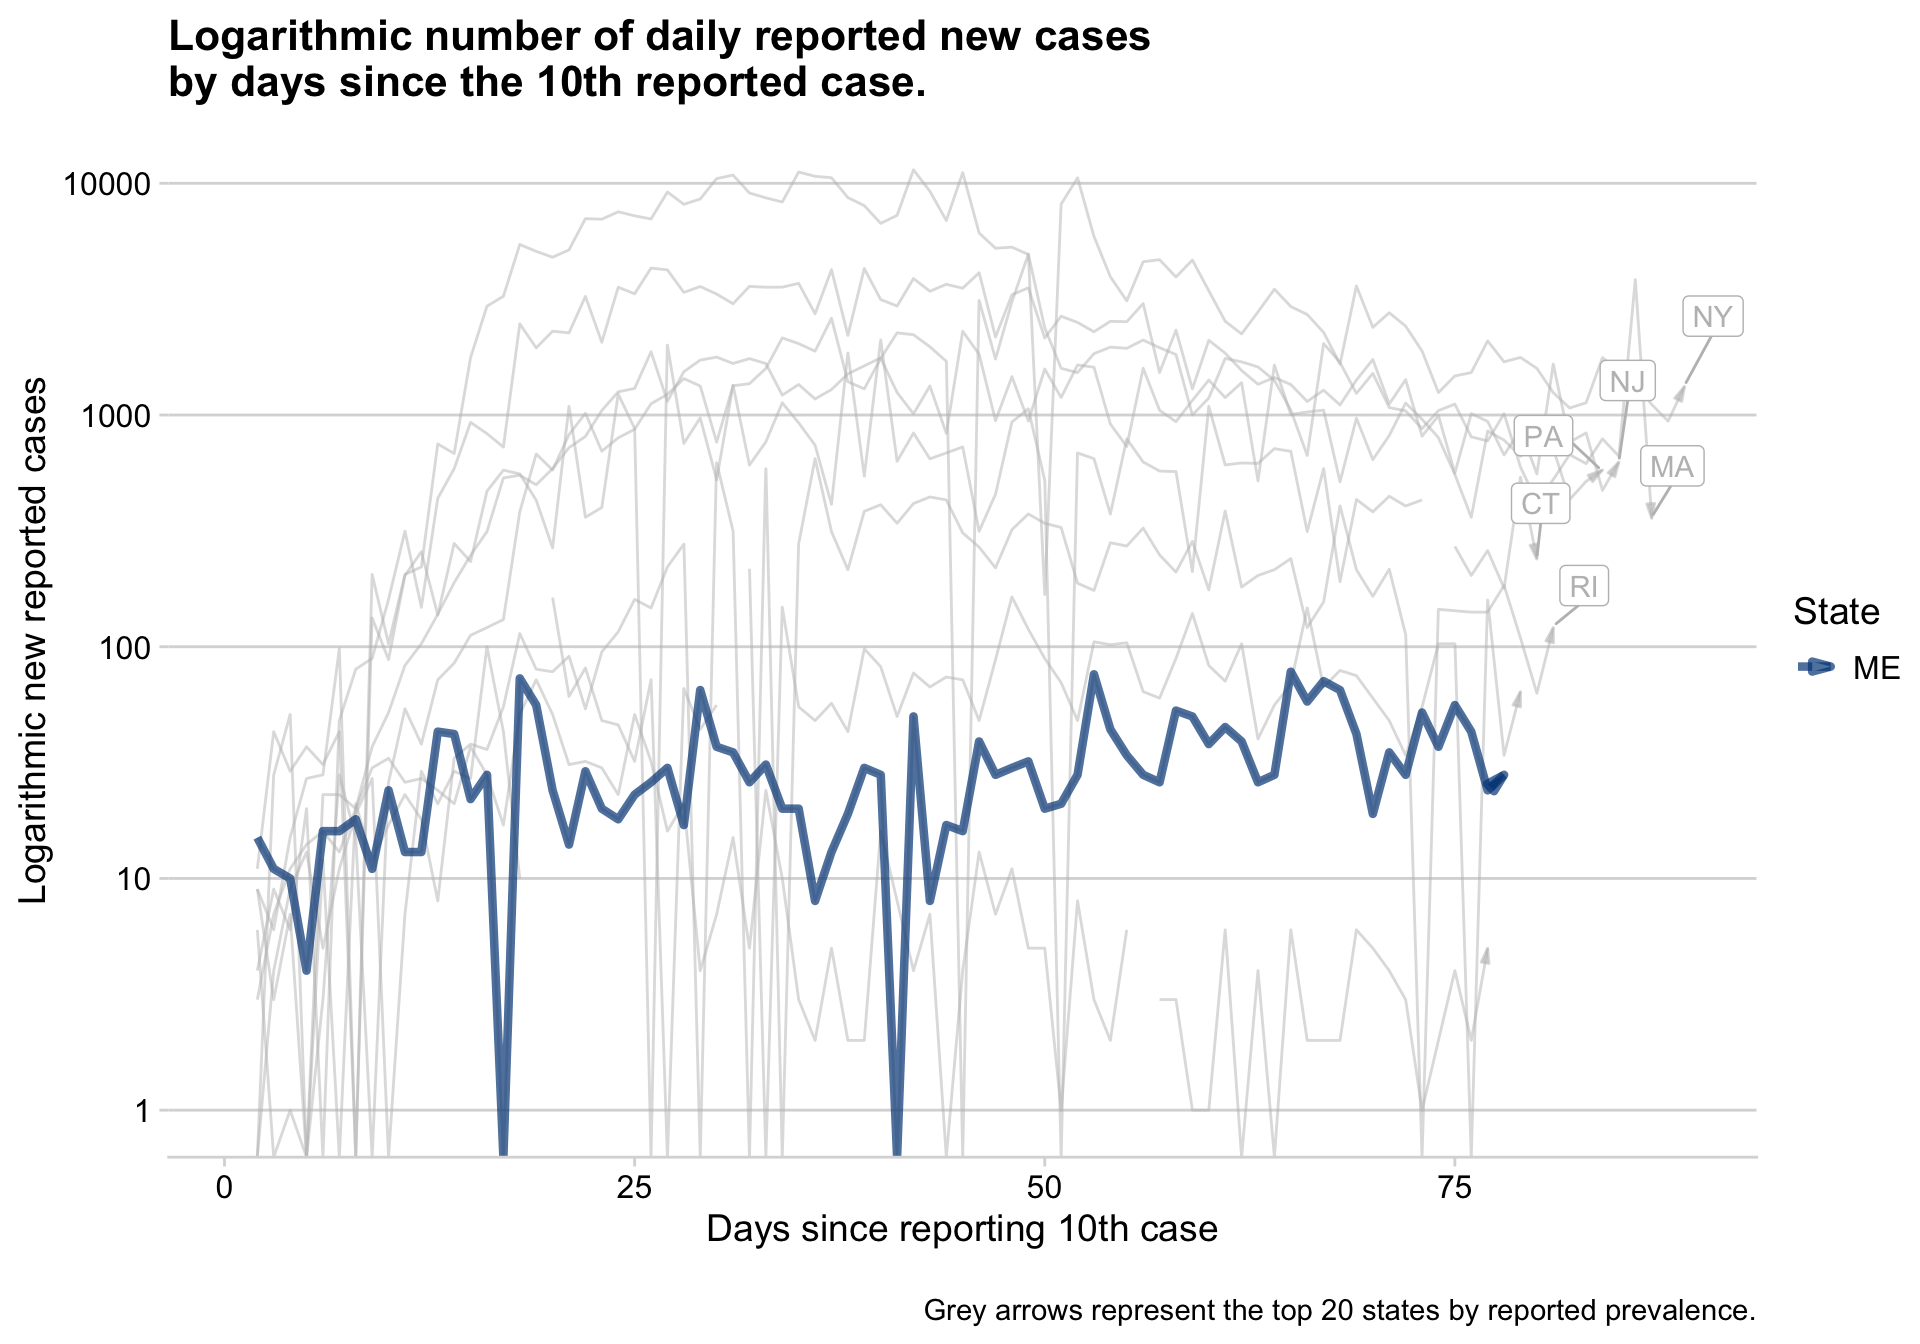 Logarithmic number of daily reported new cases
by days since the 10th reported case.
Logarithmic new reported cases
10000
1000
100
10
1
NY
NJ
PA
MA
CT
RI
State
ME
0 25 50 75
Days since reporting 10th case
Grey arrows represent the top 20 states by reported prevalence.